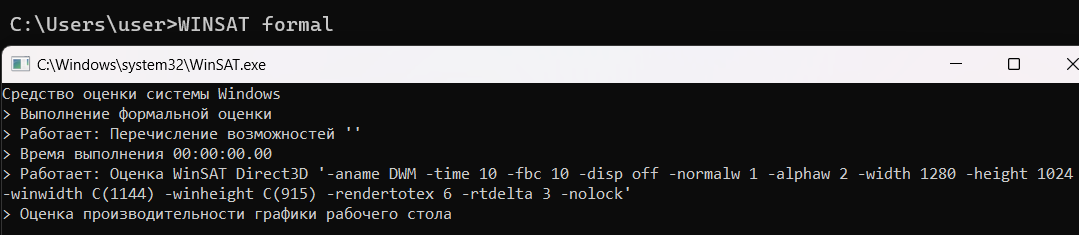 C:\Users\user>WINSAT formal
C:\Windows\system32\WinSAT.exe
Средство оценки системы Windows
> Выполнение формальной оценки
> Работает: Перечисление возможностей ''
> Время выполнения 00:00:00.00
> Работает: Оценка WinSAT Direct3D '-aname DWM -time 10 -fbc 10 -disp off -normalw 1 -alphaw 2 -width 1280 -height 1024
-winwidth C(1144) -winheight C(915) -rendertotex 6 -rtdelta 3 -nolock'
> Оценка производительности графики рабочего стола